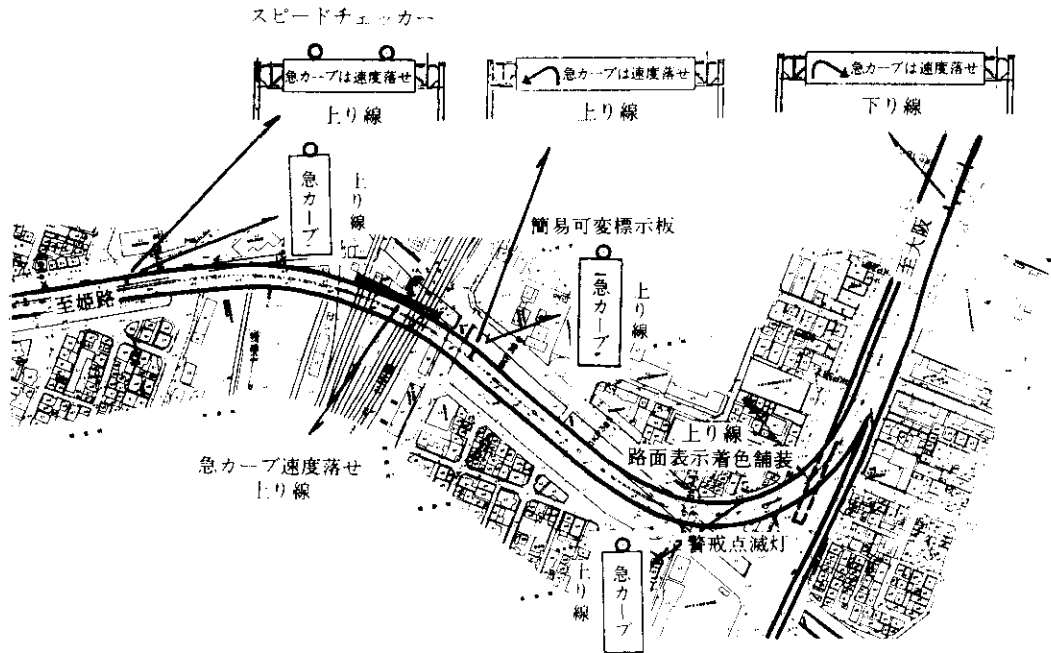 スピードチェッカー
急カーブは速度落せ
上り線
急カーブは速度落せ
上り線
急カーブは速度落せ
下り線
急カーブ
上り線
簡易可変標示板
急カーブ
上り線
至大阪
至姫路
急カーブ速度落せ
上り線
上り線
路面表示着色舗装
警戒点滅灯
急カーブ
上り線